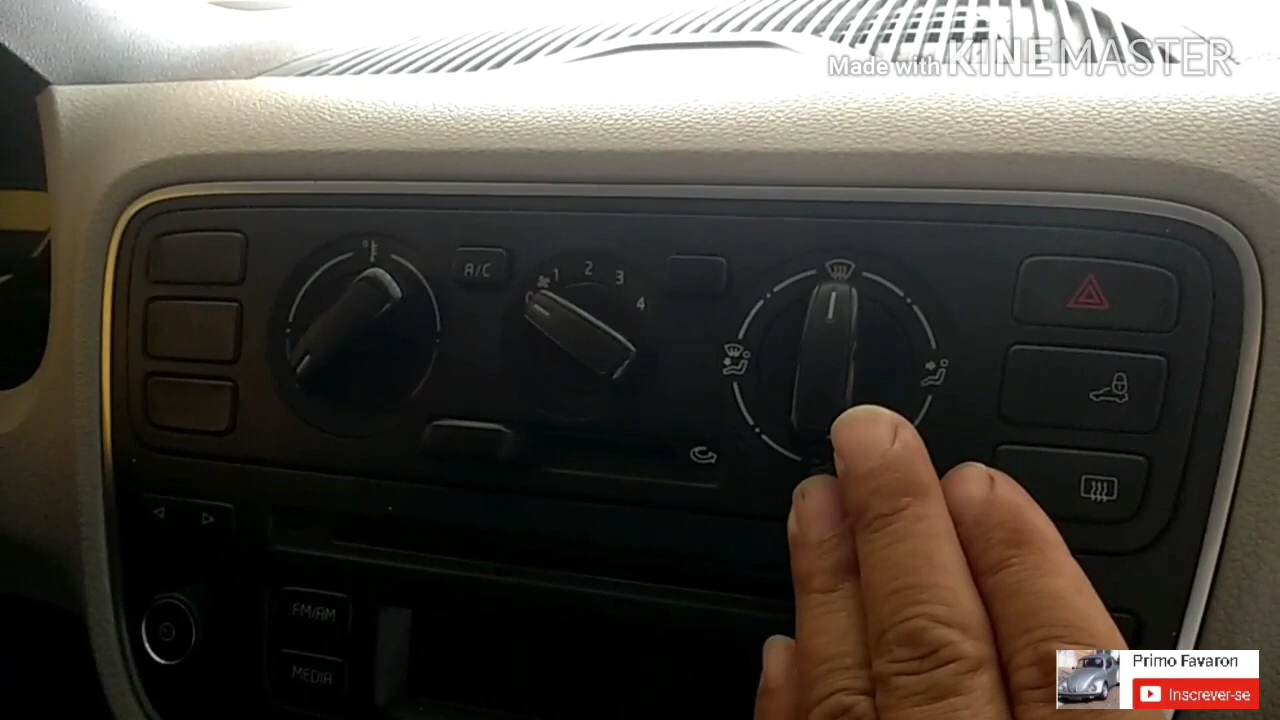 Made with KINEMASTER
A/C
1 2 3 4
FM/AM
MEDIA
Primo Favaron
Inscrever-se